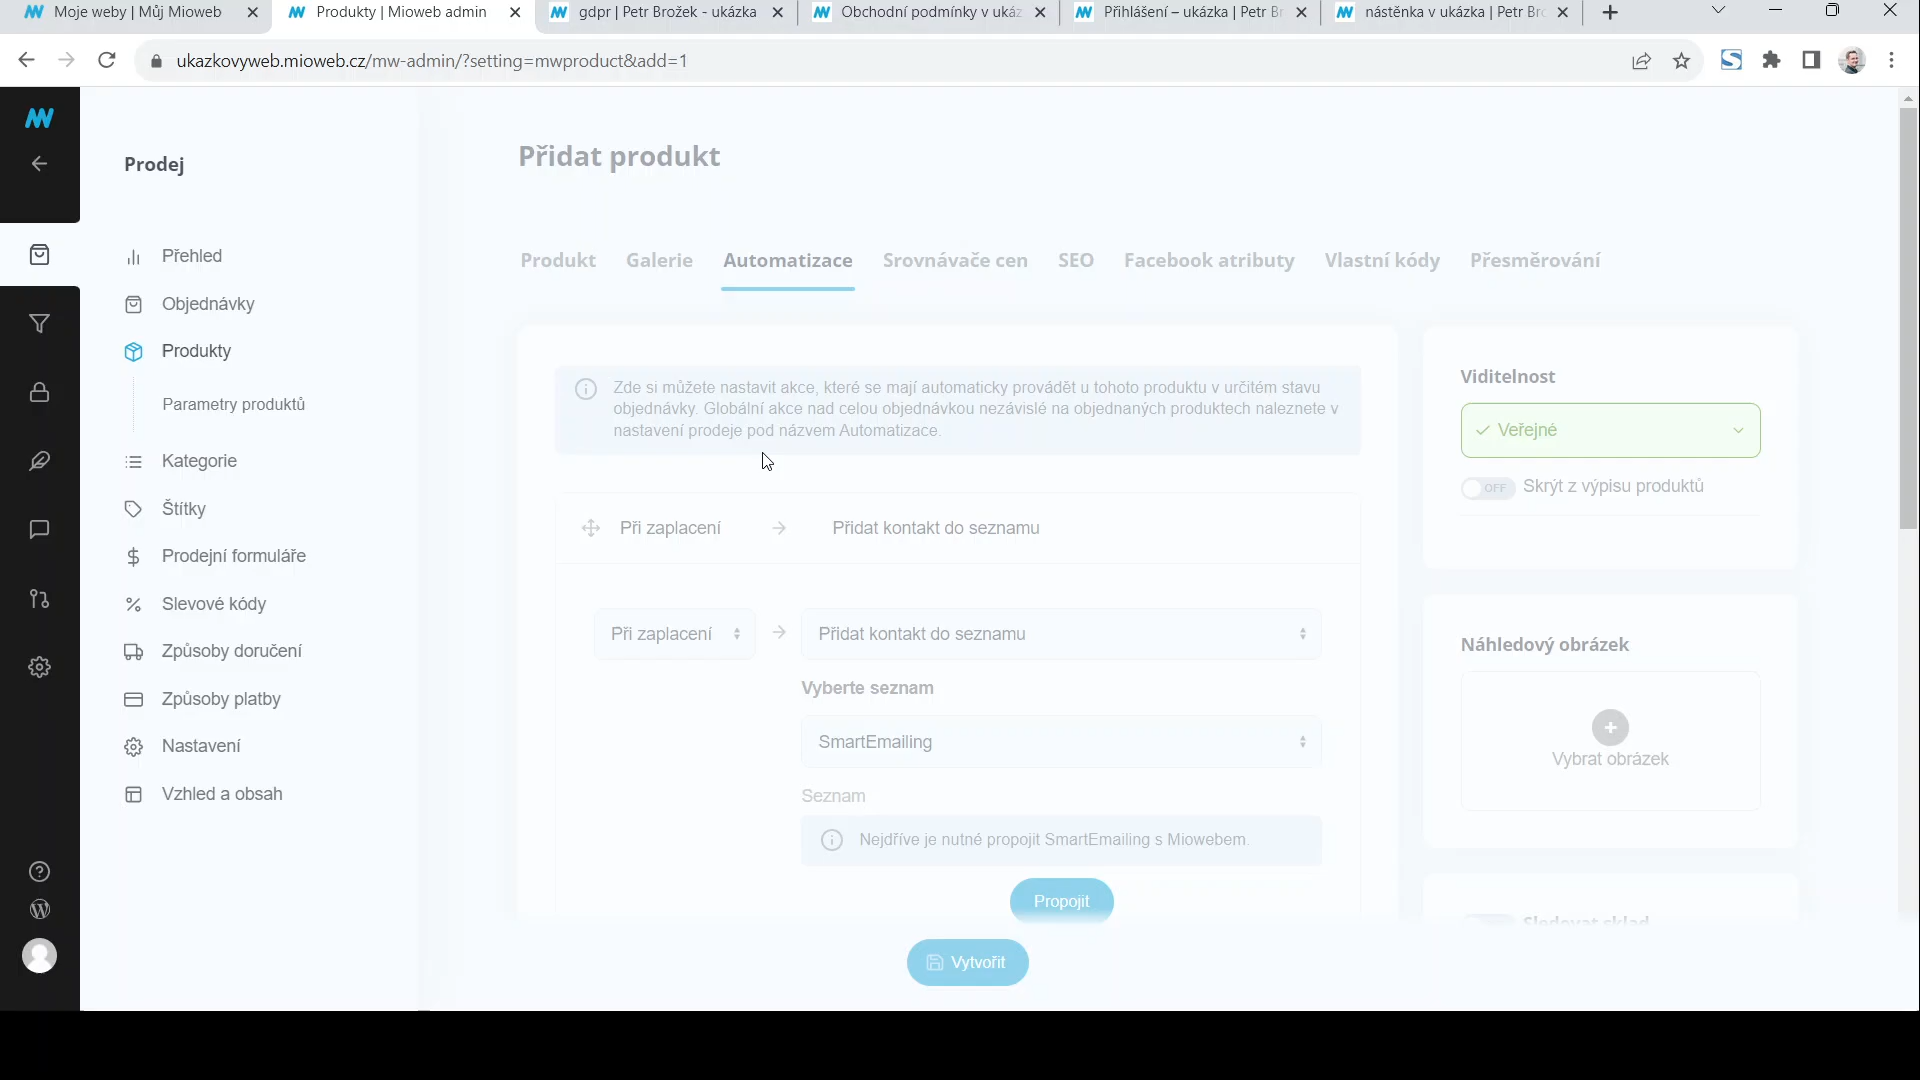 Moje weby | Můj Mioweb
Produkty | Mioweb admin
gdpr | Petr Brožek - ukázka
Obchodní podmínky v ukáz
Přihlášení – ukázka | Petr Br
nástěnka v ukázka | Petr Bro
ukazkovyweb.mioweb.cz/mw-admin/?setting=mwproduct&add=1
Prodej
Přehled
Objednávky
Produkty
Parametry produktů
Kategorie
Štítky
Prodejní formuláře
Slevové kódy
Způsoby doručení
Způsoby platby
Nastavení
Vzhled a obsah
Přidat produkt
Produkt
Galerie
Automatizace
Srovnávače cen
SEO
Facebook atributy
Vlastní kódy
Přesměrování
Zde si můžete nastavit akce, které se mají automaticky provádět u tohoto produktu v určitém stavu
objednávky. Globální akce nad celou objednávkou nezávislé na objednaných produktech naleznete v
nastavení prodeje pod názvem Automatizace.
Při zaplacení
Přidat kontakt do seznamu
Při zaplacení
Přidat kontakt do seznamu
Vyberte seznam
SmartEmailing
Seznam
Nejdříve je nutné propojit SmartEmailing s Miowebem.
Propojit
Vytvořit
Viditelnost
Veřejné
OFF
Skrýt z výpisu produktů
Náhledový obrázek
Vybrat obrázek
Sledovat sklad